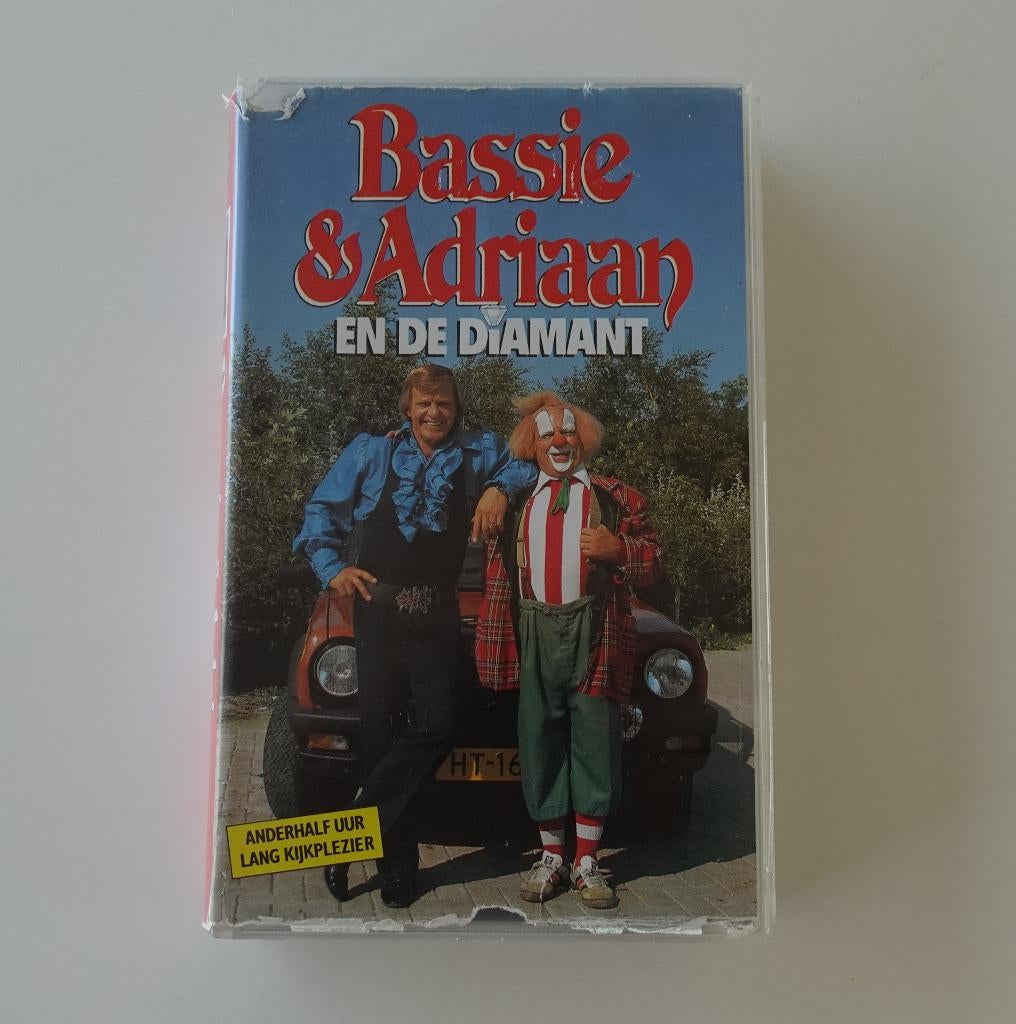 Bassie
& Adriaan
EN DE DIAMANT
HT-16
ANDERHALF UUR
LANG KIJKPLEZIER